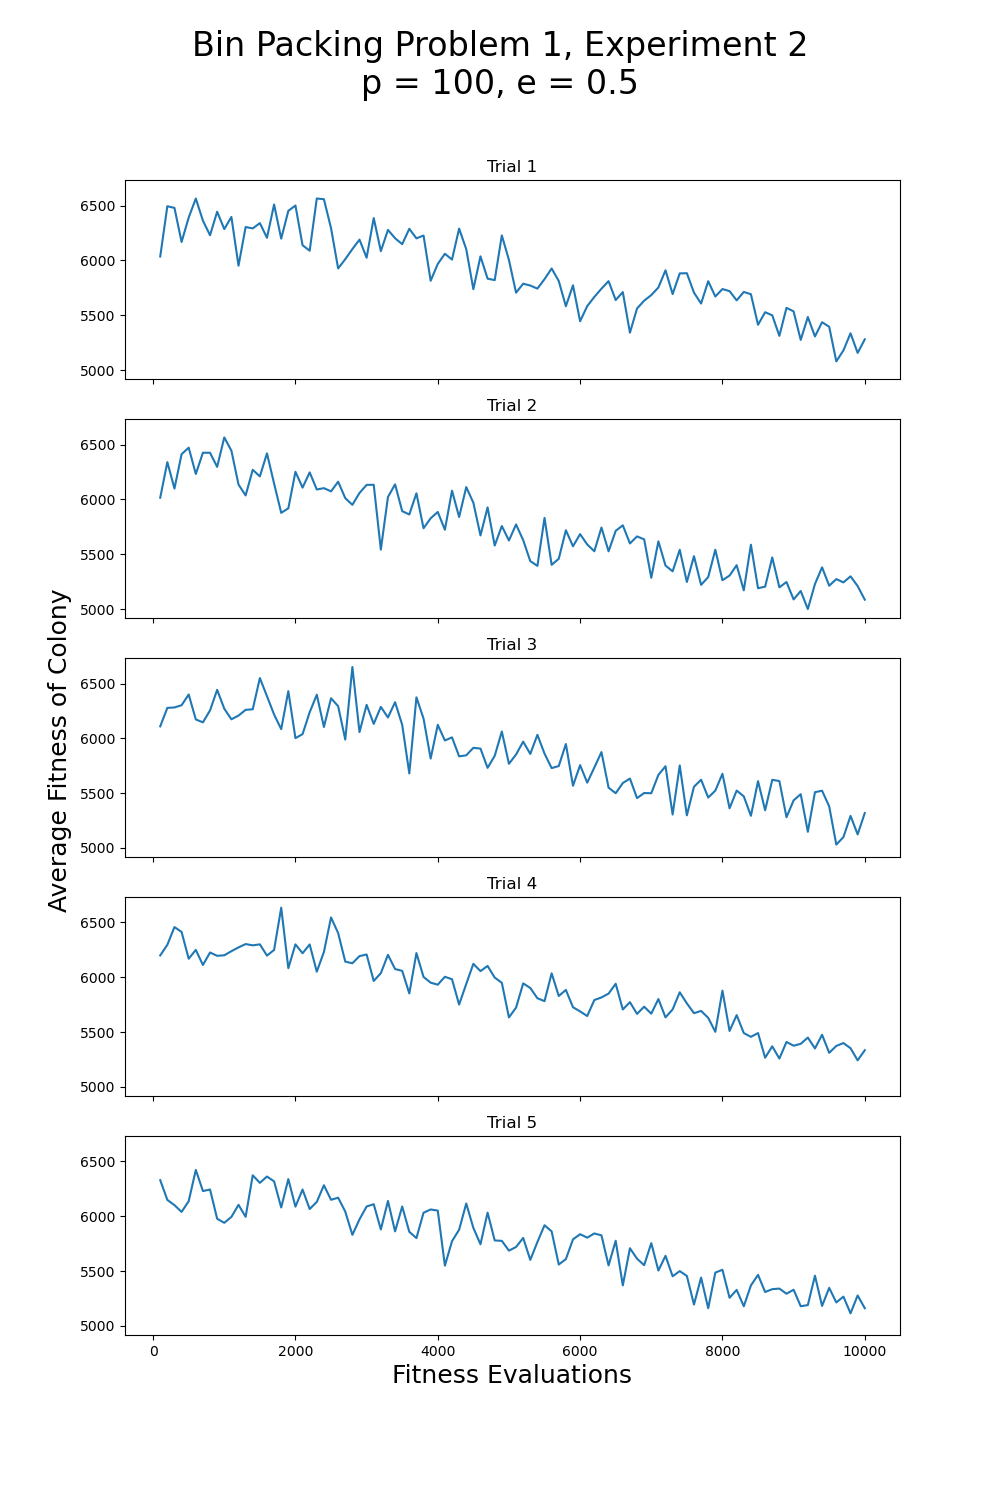 Bin Packing Problem 1, Experiment 2
p = 100, e = 0.5
Trial 1
6500
6000
5500
5000
Trial 2
6500
6000
5500
5000
Trial 3
6500
6000
5500
5000
Trial 4
6500
6000
5500
5000
Trial 5
6500
6000
5500
5000
0 2000 4000 6000 8000 10000
Fitness Evaluations
Average Fitness of Colony